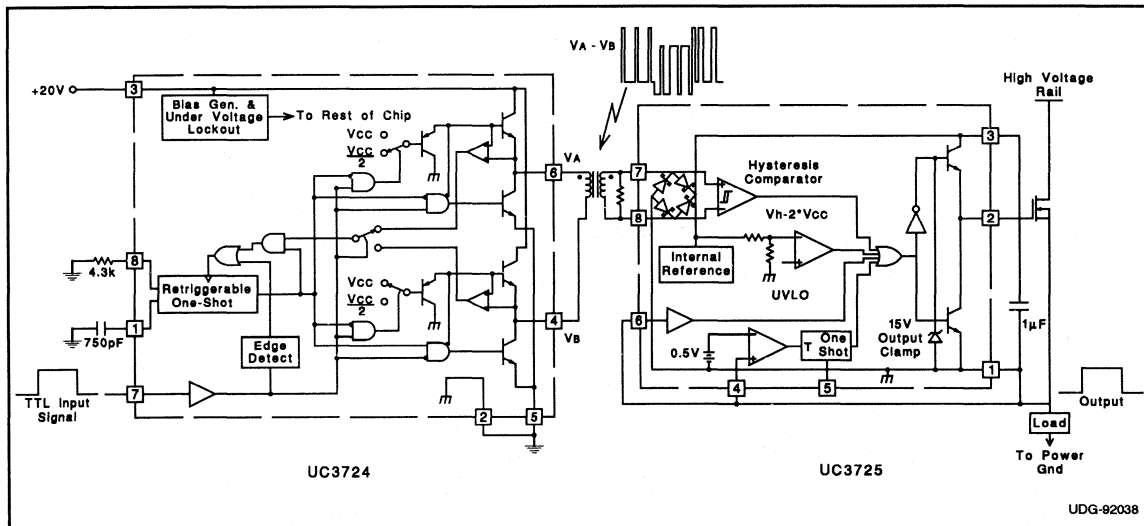 VA - VB
High Voltage
Rail
+20V
3
Bias Gen. &
Under Voltage
Lockout
To Rest of Chip
VCC
VCC
2
VA
6
7
8
3
Hysteresis
Comparator
Vh-2*Vcc
2
Internal
Reference
UVLO
8
4.3k
Retriggerable
One-Shot
1
750pF
Edge
Detect
VCC
VCC
2
4
VB
6
0.5V
T
One
Shot
15V
Output
Clamp
1µF
1
TTL Input
Signal
7
2
5
4
5
Load
Output
To Power
Gnd
UC3724
UC3725
UDG-92038